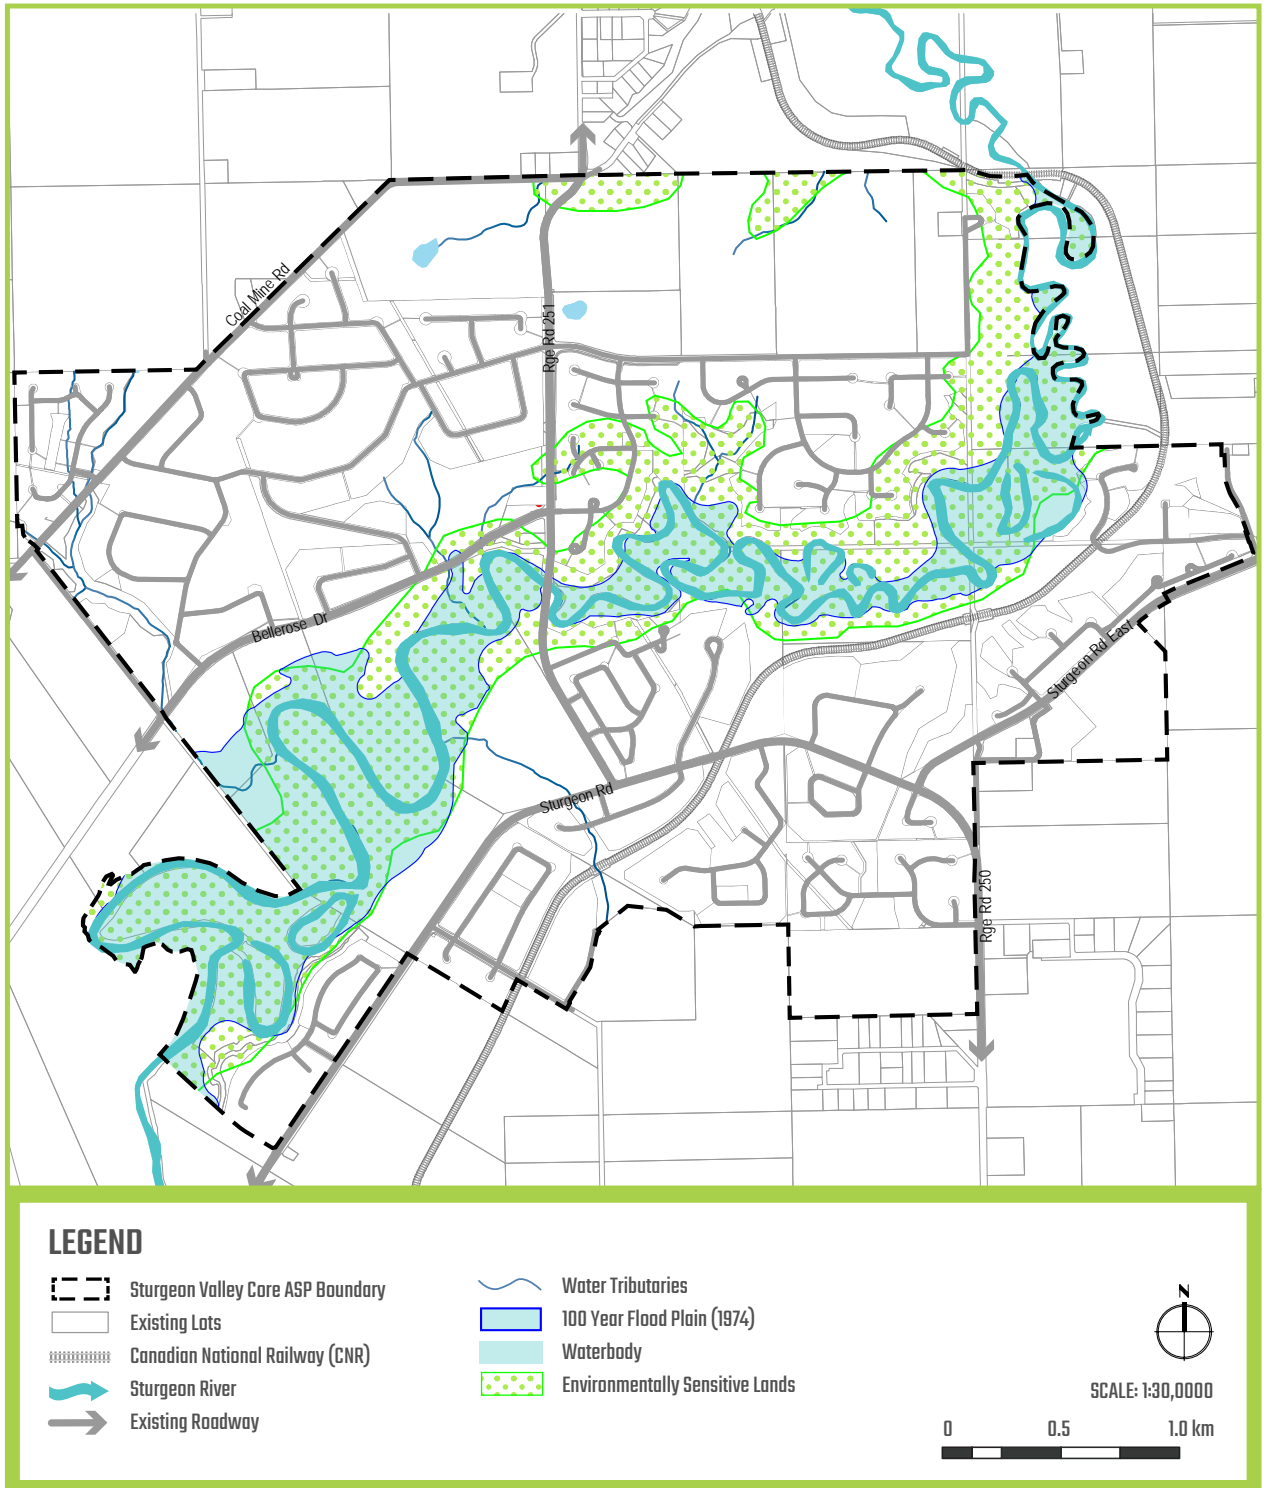 Coal Mine Rd
Rge Rd 251
Bellerose Dr
Sturgeon Rd East
Sturgeon Rd
Rge Rd 250
LEGEND
Sturgeon Valley Core ASP Boundary
Existing Lots
Canadian National Railway (CNR)
Sturgeon River
Existing Roadway
Water Tributaries
100 Year Flood Plain (1974)
Waterbody
Environmentally Sensitive Lands
N
SCALE: 1:30,0000
0 0.5 1.0 km